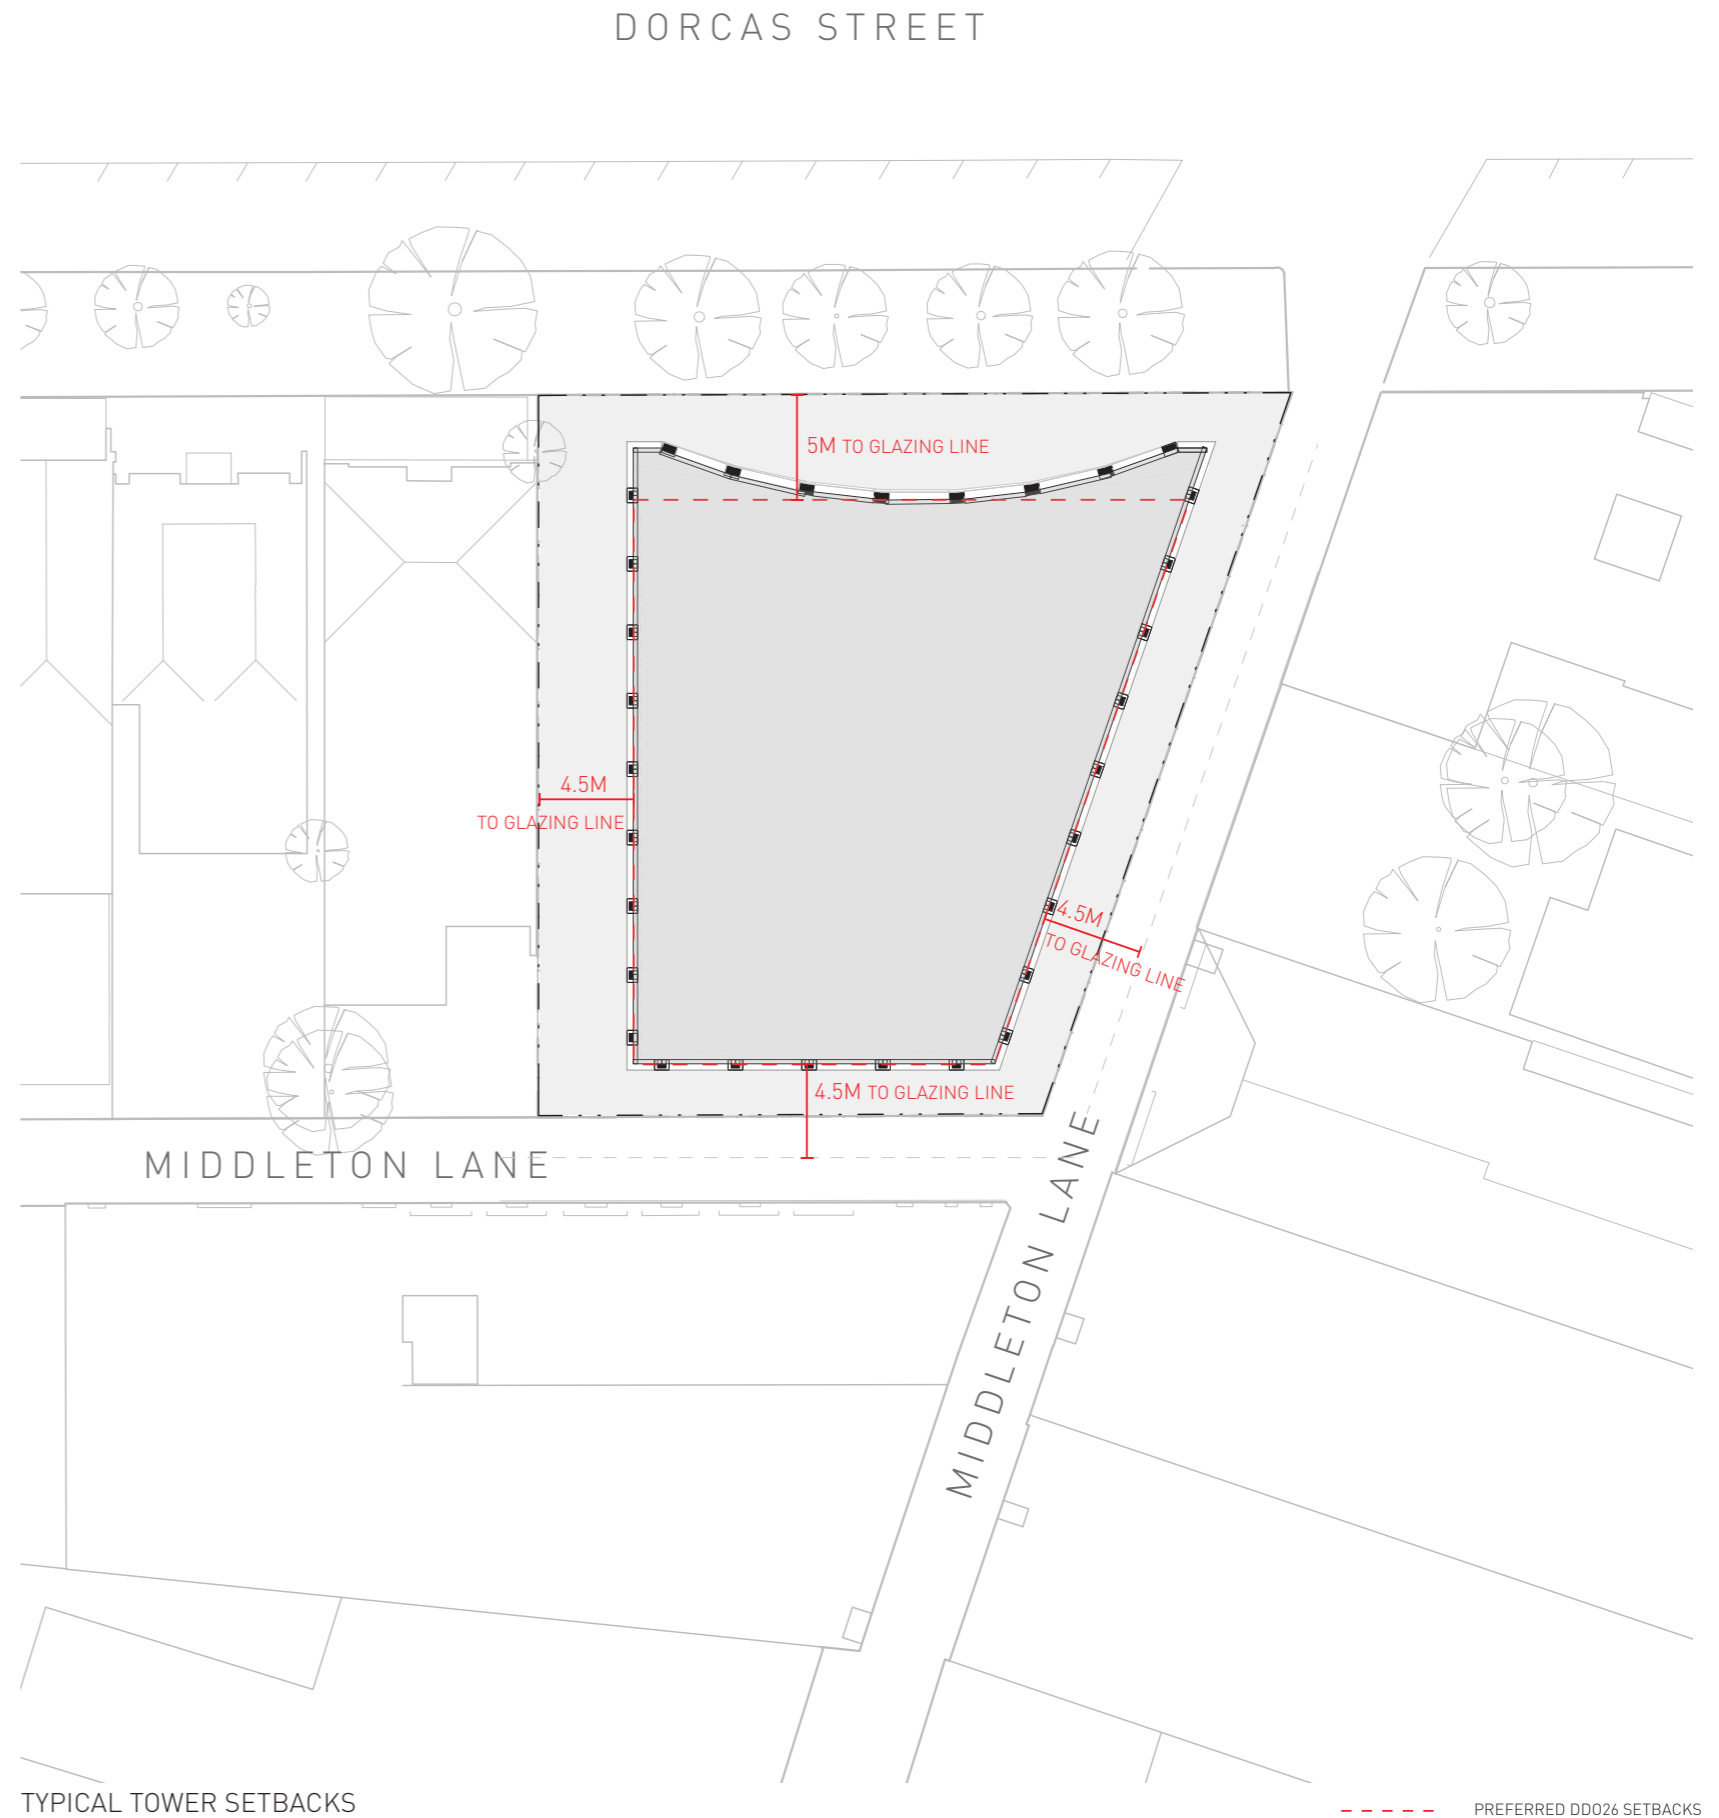 DORCAS STREET
5M TO GLAZING LINE
4.5M
TO GLAZING LINE
4.5M
TO GLAZING LINE
4.5M TO GLAZING LINE
MIDDLETON LANE
MIDDLETON LANE
TYPICAL TOWER SETBACKS
PREFERRED DDO26 SETBACKS